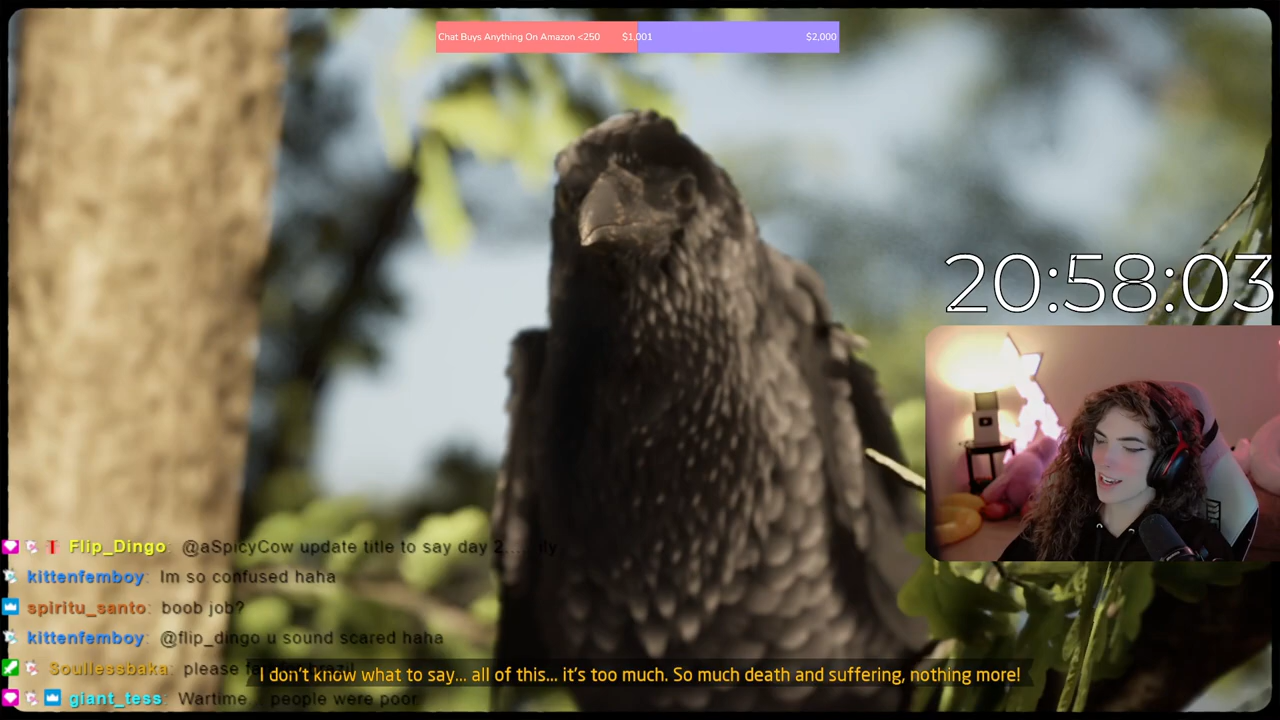 Chat Buys Anything On Amazon <250 $1,001 $2,000
20:58:03
Flip_Dingo: @aSpicyCow update title to say day 2....
kittenfemboy: Im so confused haha
spiritu_santo: boob job?
kittenfemboy: @flip_dingo u sound scared haha
Soullessbaka: please
I don't know what to say... all of this... it's too much. So much death and suffering, nothing more!
giant_tess: Wartime... people were poor